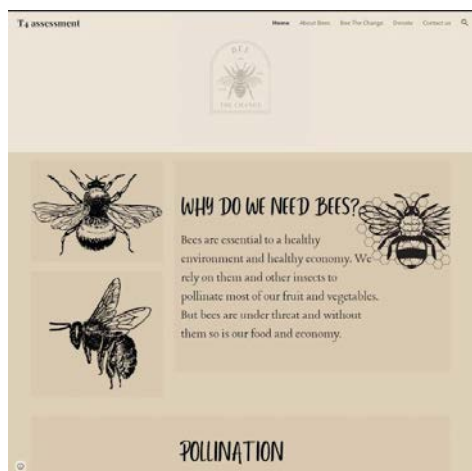 T4 assessment
Home About Bees Bee The Change Donate Contact us
BEE
THE CHANGE
WHY DO WE NEED BEES?
Bees are essential to a healthy
environment and healthy economy. We
rely on them and other insects to
pollinate most of our fruit and vegetables.
But bees are under threat and without
them so is our food and economy.
POLLINATION